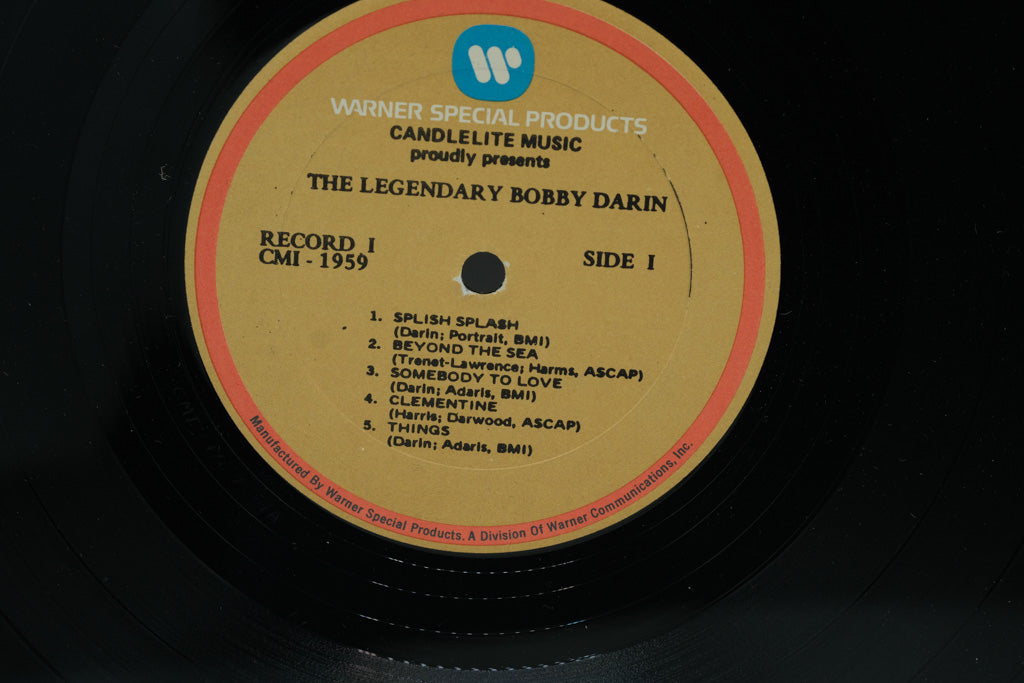 WARNER SPECIAL PRODUCTS
CANDLELITE MUSIC
proudly presents
THE LEGENDARY BOBBY DARIN
RECORD I
CMI - 1959
SIDE I
1. SPLISH SPLASH
(Darin; Portrait, BMI)
2. BEYOND THE SEA
(Trenet-Lawrence; Harms, ASCAP)
3. SOMEBODY TO LOVE
(Darin; Adaris, BMI)
4. CLEMENTINE
(Harris; Darwood, ASCAP)
5. THINGS
(Darin; Adaris, BMI)
Manufactured By Warner Special Products. A Division Of Warner Communications, Inc.